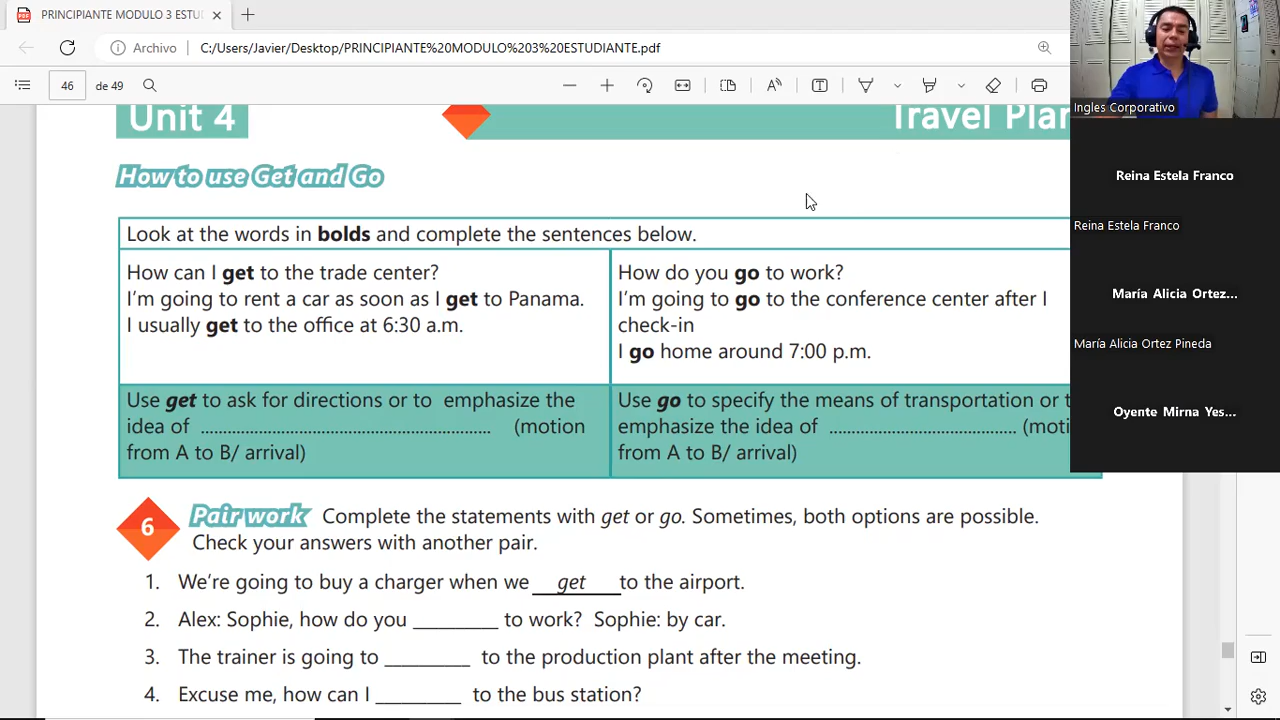 PRINCIPIANTE MODULO 3 ESTU
Archivo
C:/Users/Javier/Desktop/PRINCIPIANTE%20MODULO%203%20ESTUDIANTE.pdf
46
de 49
Ingles Corporativo
Reina Estela Franco
Reina Estela Franco
María Alicia Ortez...
María Alicia Ortez Pineda
Oyente Mirna Yes...
Unit 4
Travel Plan
How to use Get and Go
Look at the words in bolds and complete the sentences below.
How can I get to the trade center?
I'm going to rent a car as soon as I get to Panama.
I usually get to the office at 6:30 a.m.
How do you go to work?
I'm going to go to the conference center after I
check-in
I go home around 7:00 p.m.
Use get to ask for directions or to emphasize the
idea of .......................................................... (motion
from A to B/ arrival)
Use go to specify the means of transportation or t
emphasize the idea of ..................................... (moti
from A to B/ arrival)
6
Pair work Complete the statements with get or go. Sometimes, both options are possible.
Check your answers with another pair.
1. We're going to buy a charger when we get to the airport.
2. Alex: Sophie, how do you ________ to work? Sophie: by car.
3. The trainer is going to ________ to the production plant after the meeting.
4. Excuse me, how can I ________ to the bus station?